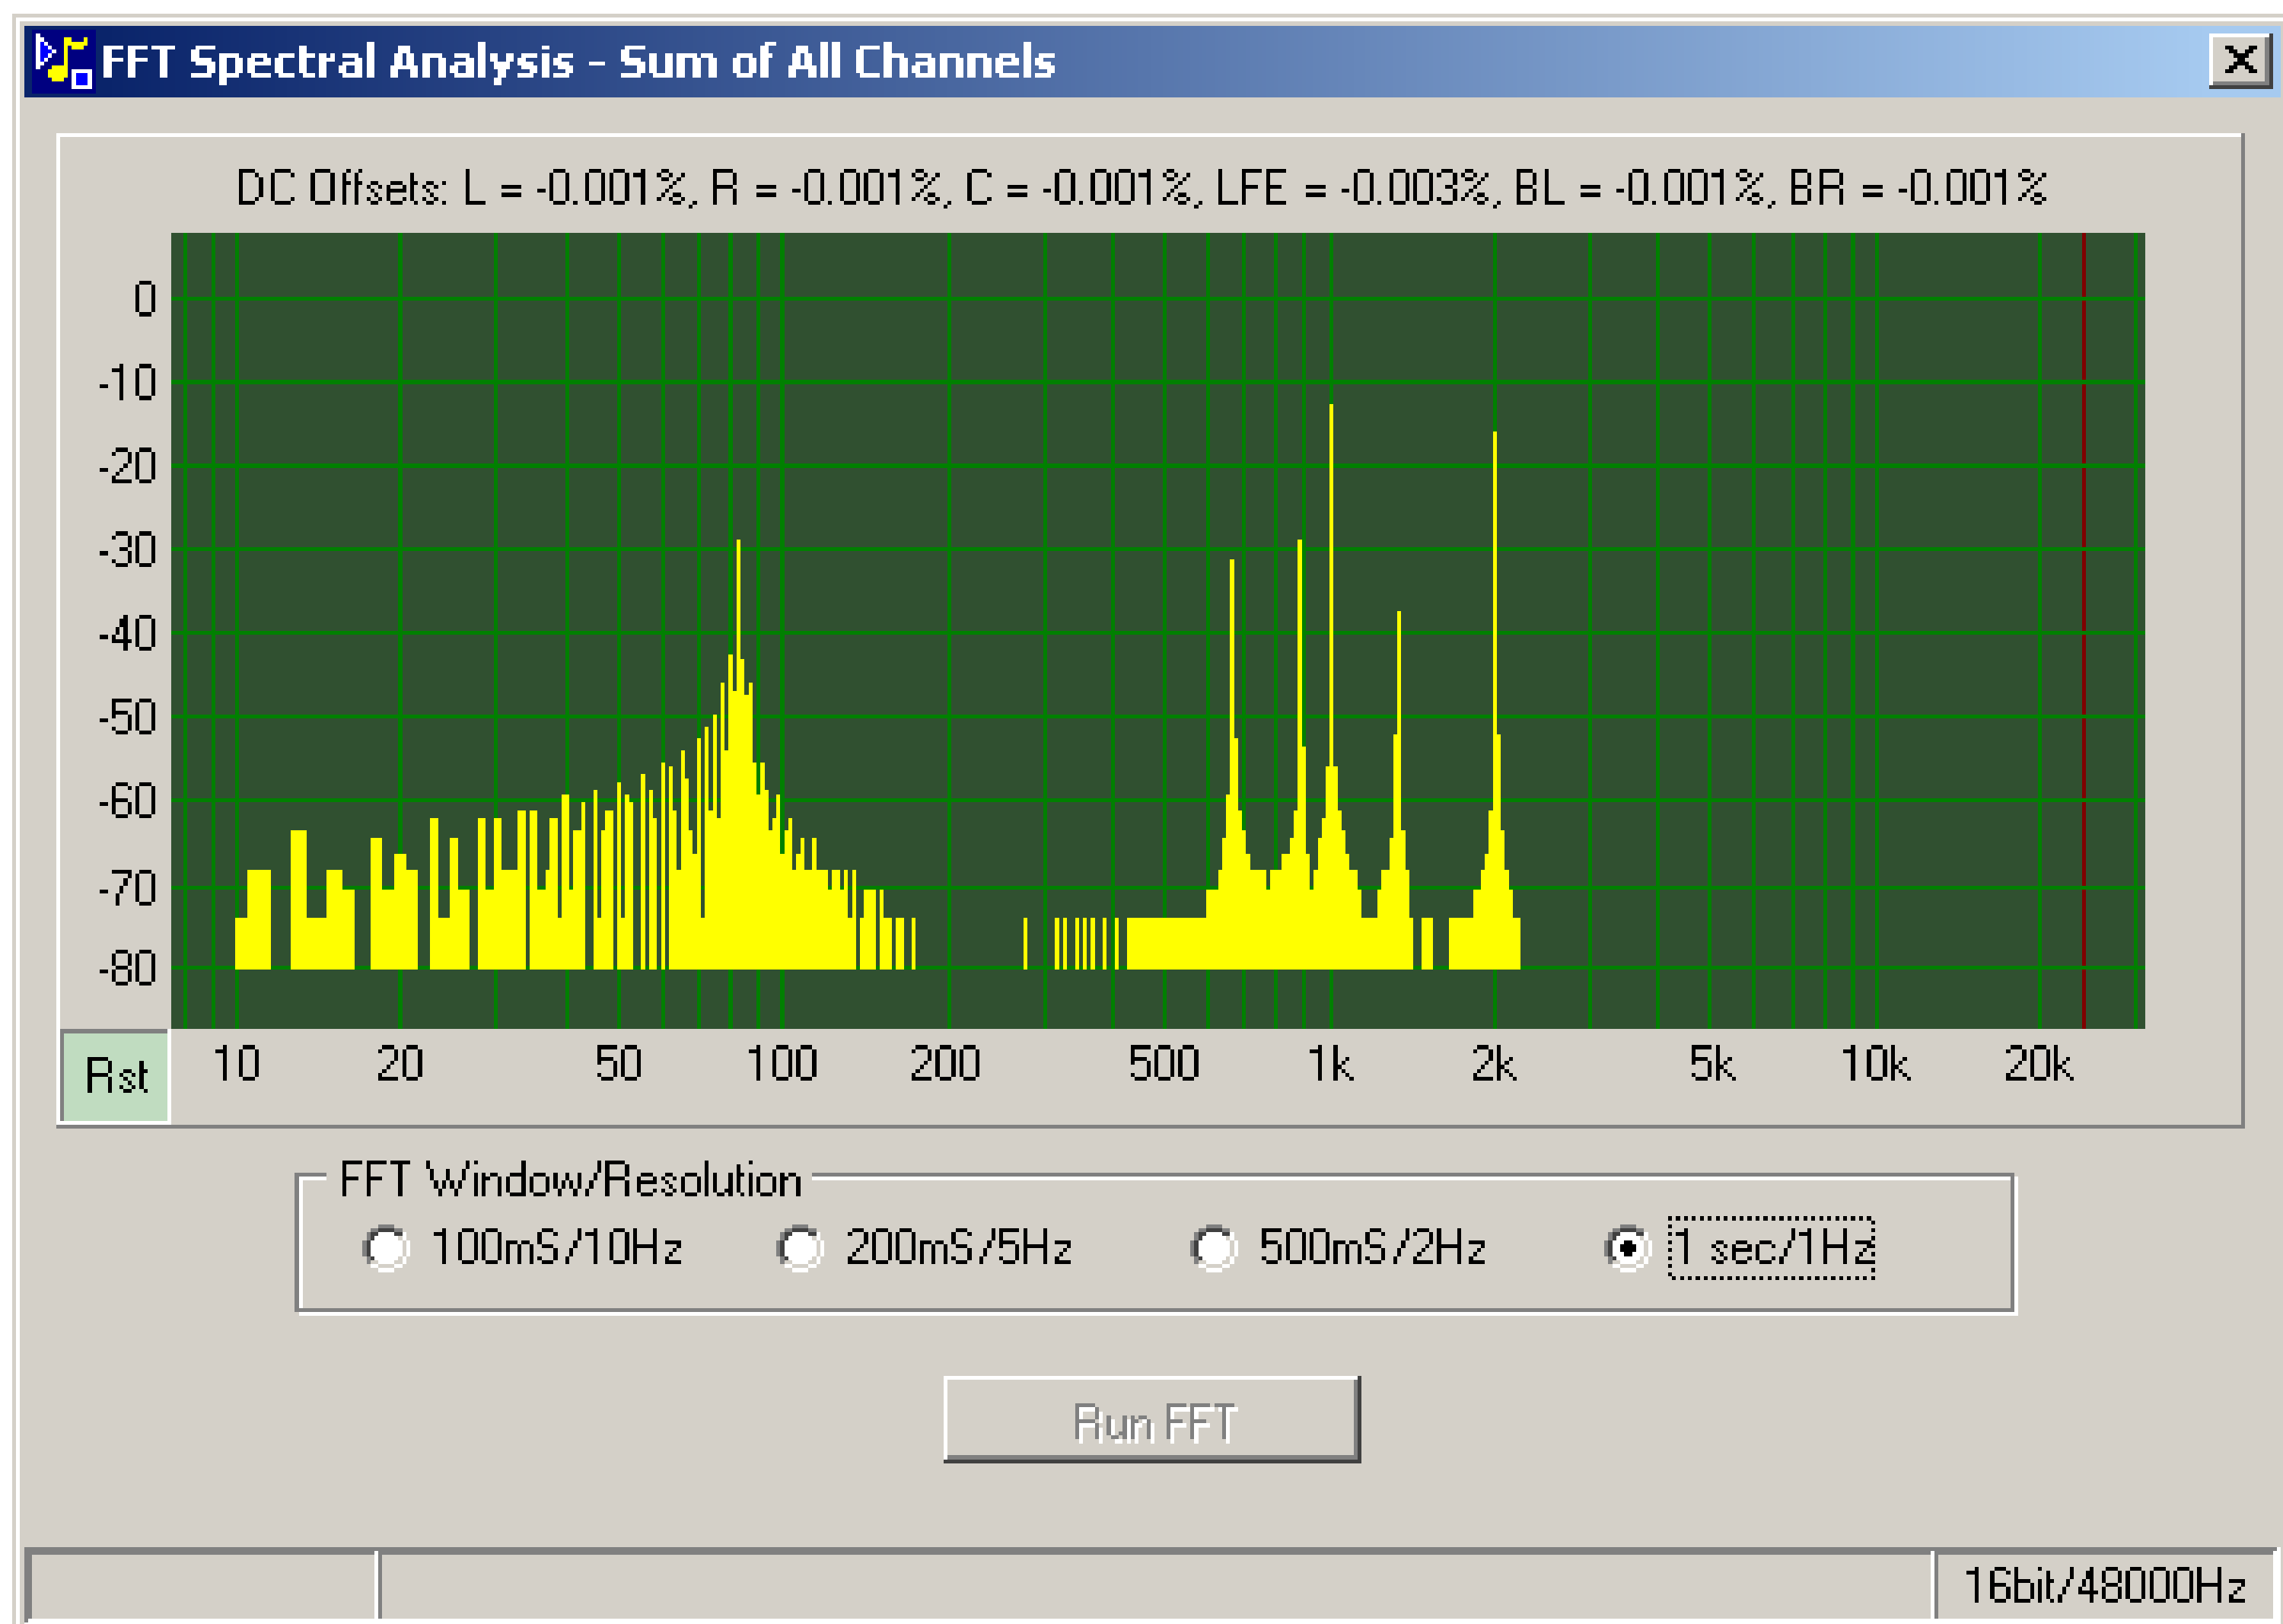 FFT Spectral Analysis - Sum of All Channels
DC Offsets: L = -0.001%, R = -0.001%, C = -0.001%, LFE = -0.003%, BL = -0.001%, BR = -0.001%
0
-10
-20
-30
-40
-50
-60
-70
-80
Rst 10 20 50 100 200 500 1k 2k 5k 10k 20k
FFT Window/Resolution
100mS/10Hz 200mS/5Hz 500mS/2Hz 1 sec/1Hz
Run FFT
16bit/48000Hz